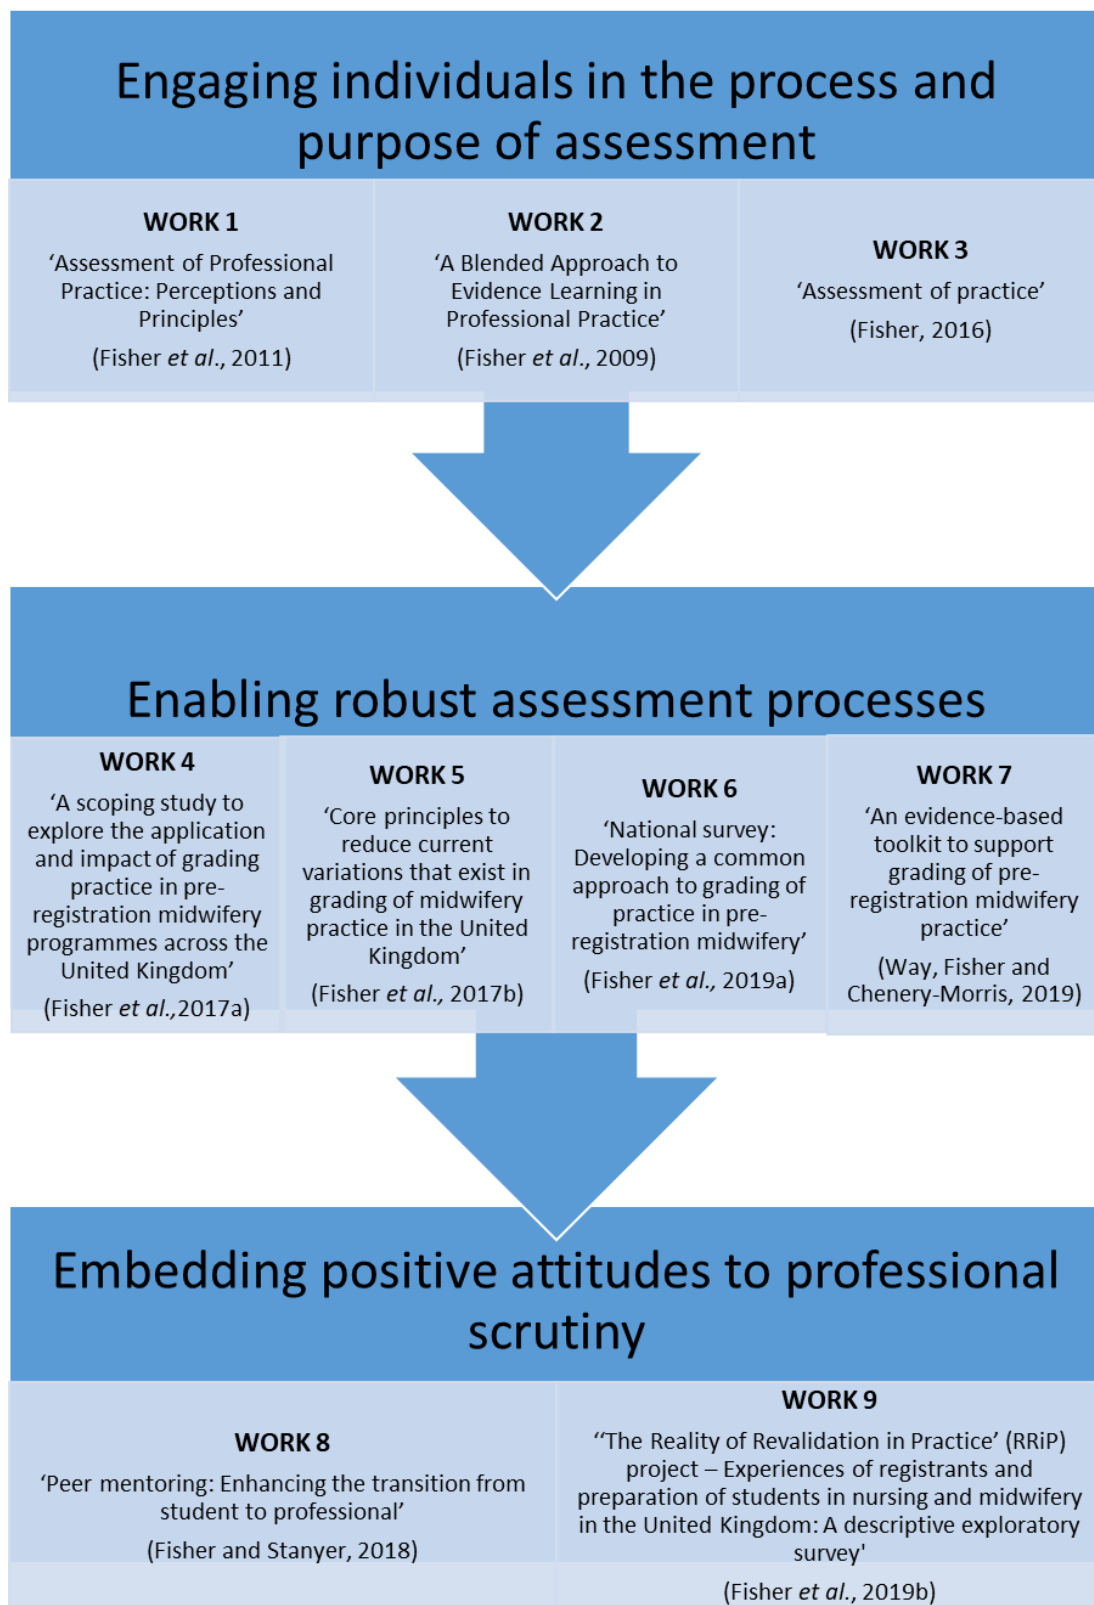 Engaging individuals in the process and
purpose of assessment
WORK 1
‘Assessment of Professional
Practice: Perceptions and
Principles’
(Fisher et al., 2011)
WORK 2
‘A Blended Approach to
Evidence Learning in
Professional Practice’
(Fisher et al., 2009)
WORK 3
‘Assessment of practice’
(Fisher, 2016)
Enabling robust assessment processes
WORK 4
‘A scoping study to
explore the application
and impact of grading
practice in pre-
registration midwifery
programmes across the
United Kingdom’
(Fisher et al.,2017a)
WORK 5
‘Core principles to
reduce current
variations that exist in
grading of midwifery
practice in the United
Kingdom’
(Fisher et al., 2017b)
WORK 6
‘National survey:
Developing a common
approach to grading of
practice in pre-
registration midwifery’
(Fisher et al., 2019a)
WORK 7
‘An evidence-based
toolkit to support
grading of pre-
registration midwifery
practice’
(Way, Fisher and
Chenery-Morris, 2019)
Embedding positive attitudes to professional
scrutiny
WORK 8
‘Peer mentoring: Enhancing the transition from
student to professional’
(Fisher and Stanyer, 2018)
WORK 9
‘‘The Reality of Revalidation in Practice’ (RRiP)
project – Experiences of registrants and
preparation of students in nursing and midwifery
in the United Kingdom: A descriptive exploratory
survey'
(Fisher et al., 2019b)